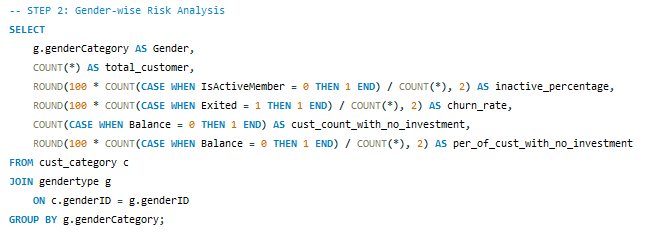 -- STEP 2: Gender-wise Risk Analysis
SELECT
    g.genderCategory AS Gender,
    COUNT(*) AS total_customer,
    ROUND(100 * COUNT(CASE WHEN IsActiveMember = 0 THEN 1 END) / COUNT(*), 2) AS inactive_percentage,
    ROUND(100 * COUNT(CASE WHEN Exited = 1 THEN 1 END) / COUNT(*), 2) AS churn_rate,
    COUNT(CASE WHEN Balance = 0 THEN 1 END) AS cust_count_with_no_investment,
    ROUND(100 * COUNT(CASE WHEN Balance = 0 THEN 1 END) / COUNT(*), 2) AS per_of_cust_with_no_investment
FROM cust_category c
JOIN gendertype g
    ON c.genderID = g.genderID
GROUP BY g.genderCategory;